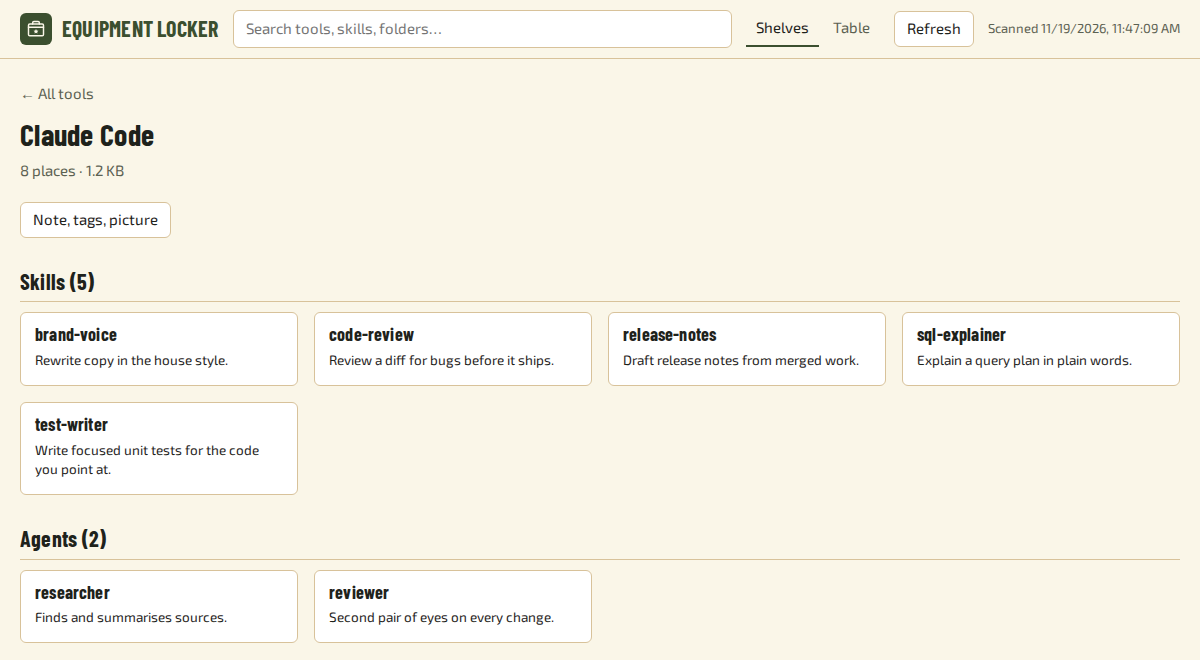 EQUIPMENT LOCKER
Search tools, skills, folders…
Shelves
Table
Refresh
Scanned 11/19/2026, 11:47:09 AM
← All tools
Claude Code
8 places · 1.2 KB
Note, tags, picture
Skills (5)
brand-voice
Rewrite copy in the house style.
code-review
Review a diff for bugs before it ships.
release-notes
Draft release notes from merged work.
sql-explainer
Explain a query plan in plain words.
test-writer
Write focused unit tests for the code
you point at.
Agents (2)
researcher
Finds and summarises sources.
reviewer
Second pair of eyes on every change.